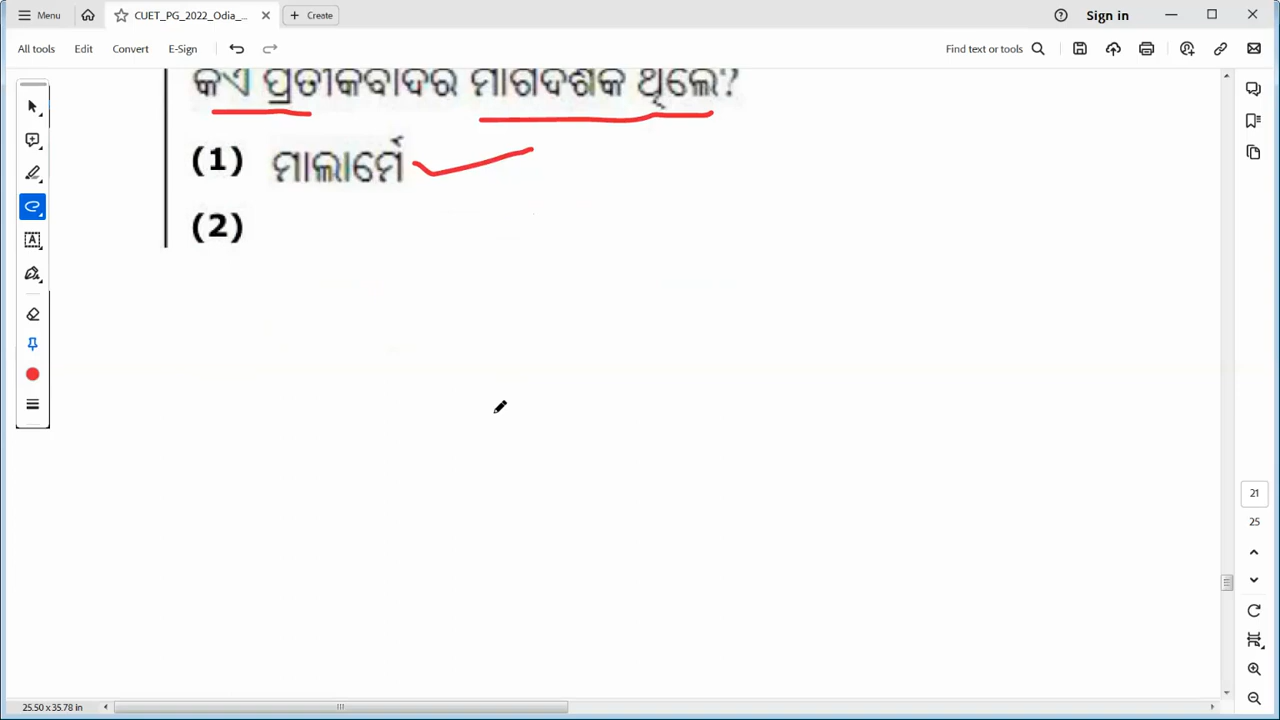 Menu
CUET_PG_2022_Odia_...
Create
Sign in
All tools
Edit
Convert
E-Sign
Find text or tools
କିଏ ପ୍ରତୀକବାଦର ମାର୍ଗଦର୍ଶକ ଥିଲେ?
(1) ମାଲାର୍ମେ
(2)
21
25
25.50 x 35.78 in